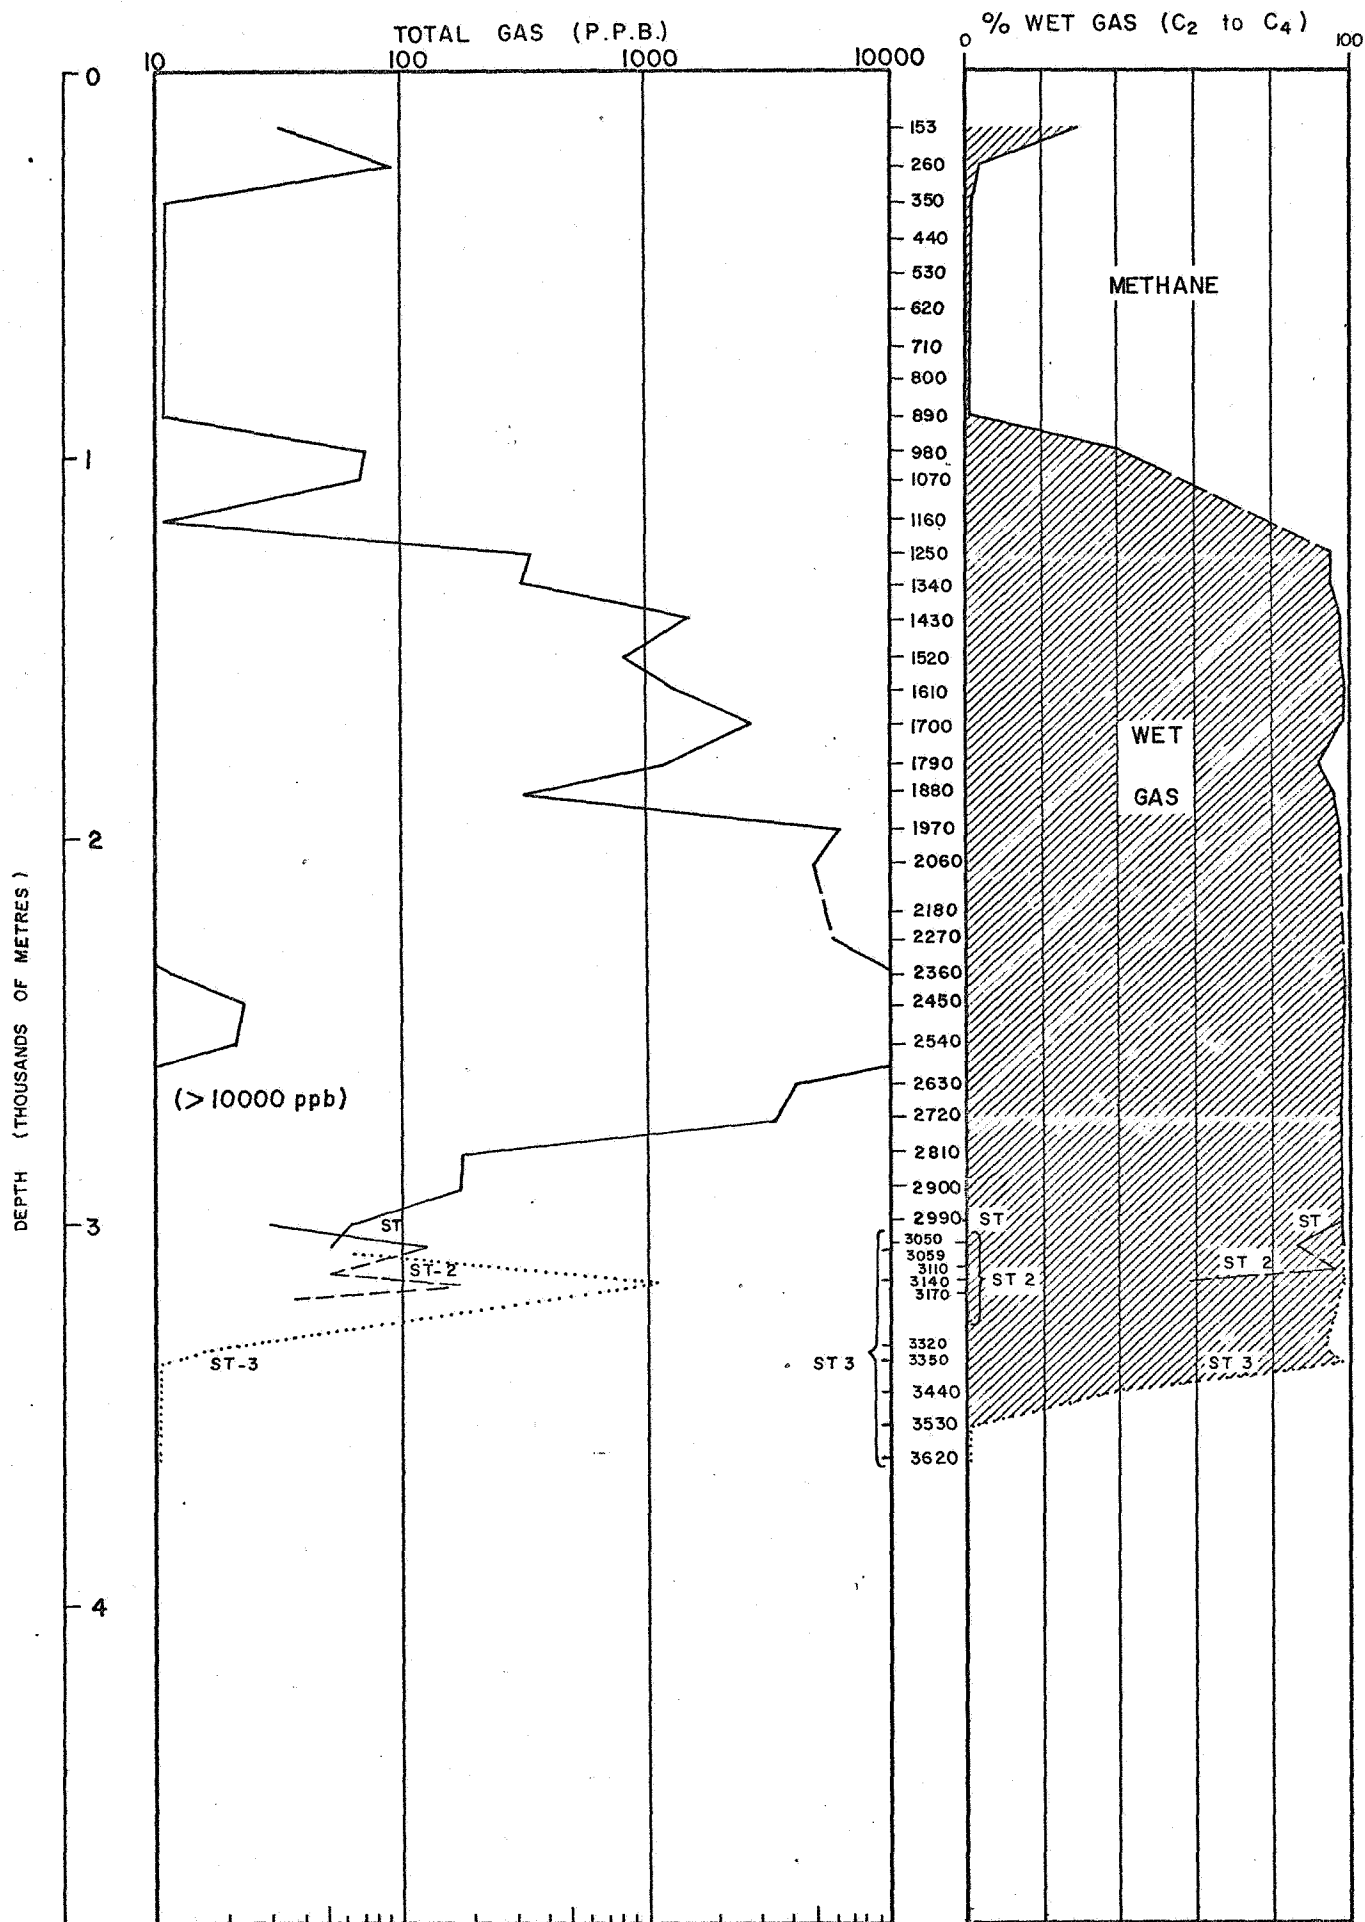 TOTAL GAS (P.P.B.)
% WET GAS (C₂ to C₄)
10 100 1000 10000
0 100
0
1
2
3
4
DEPTH (THOUSANDS OF METRES)
153
260
350
440
530
620
710
800
890
980
1070
1160
1250
1340
1430
1520
1610
1700
1790
1880
1970
2060
2180
2270
2360
2450
2540
2630
2720
2810
2900
2990
3050
3059
3110
3140
3170
3320
3350
3440
3530
3620
METHANE
WET
GAS
(>10000 ppb)
ST
ST-2
ST-3
ST 3
ST
ST 2
ST
ST 2
ST 3